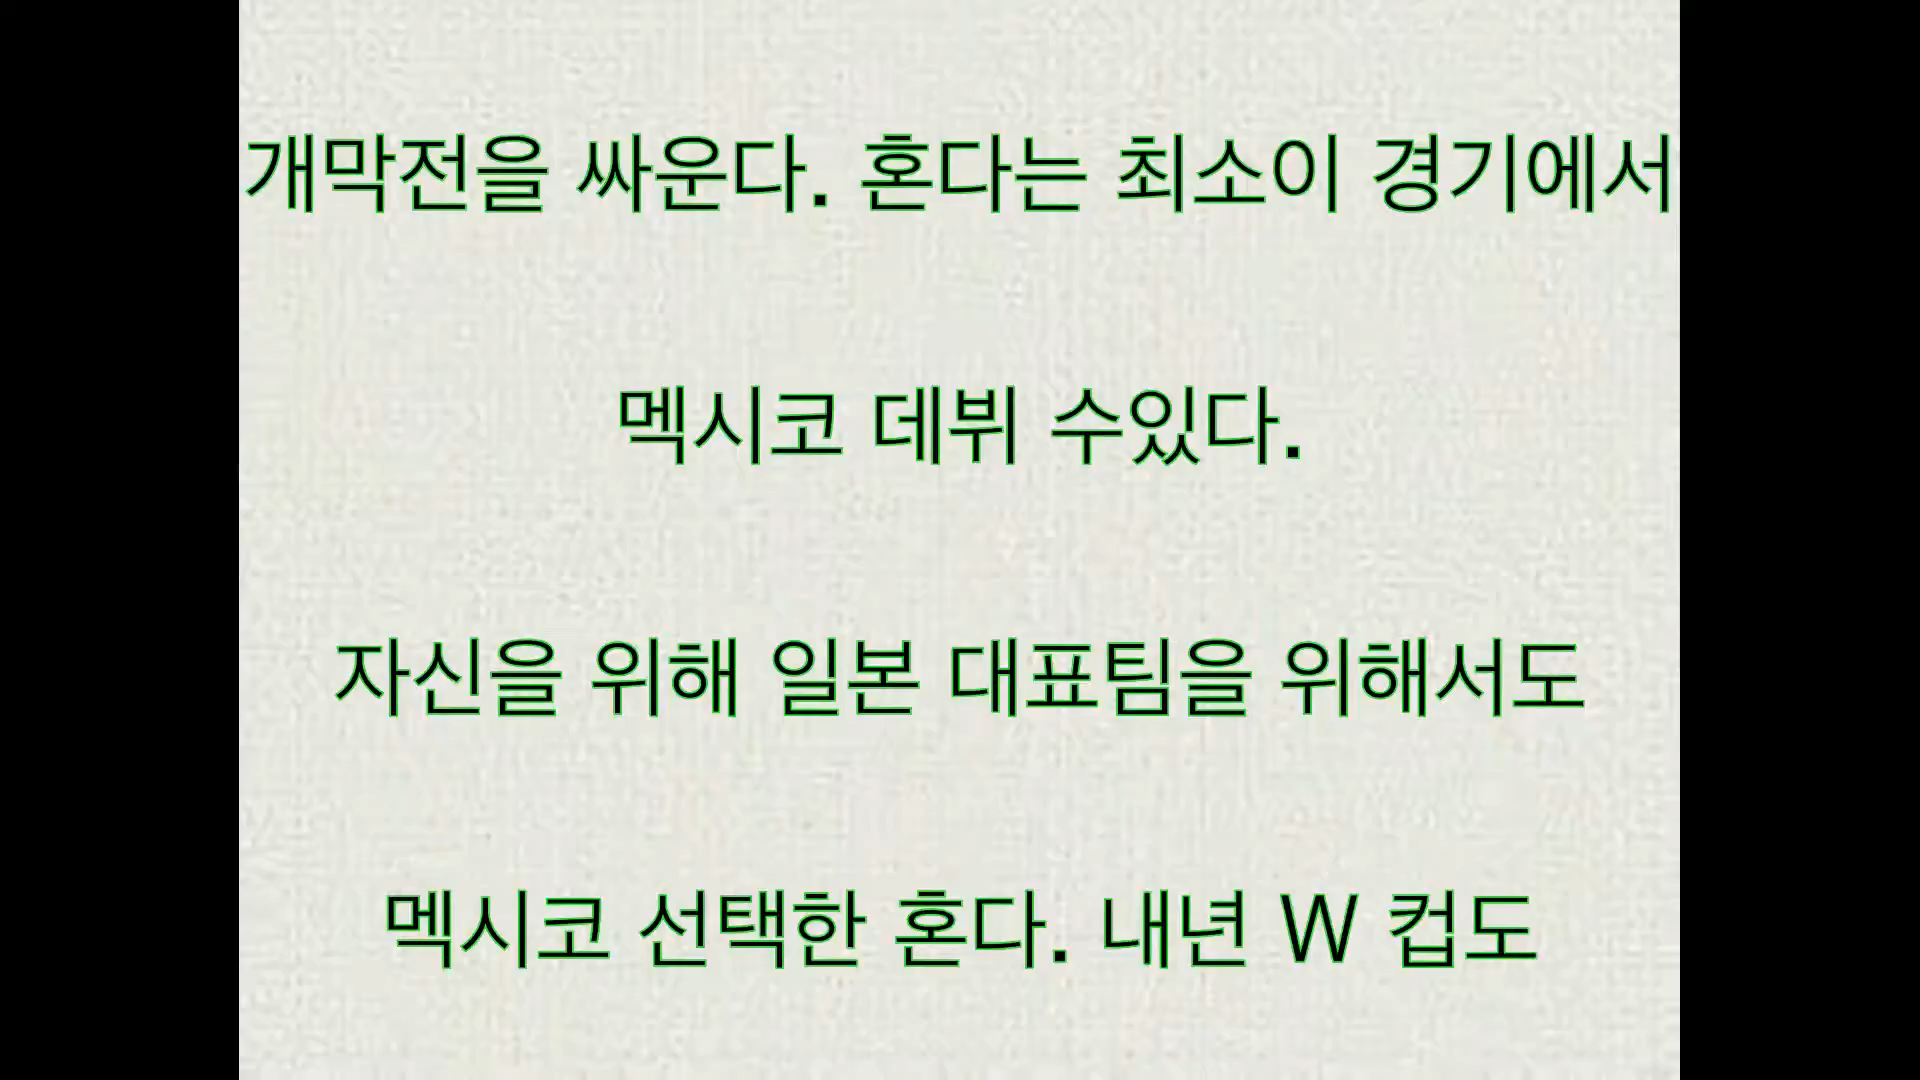 개막전을 싸운다. 혼다는 최소이 경기에서
멕시코 데뷔 수있다.
자신을 위해 일본 대표팀을 위해서도
멕시코 선택한 혼다. 내년 W 컵도